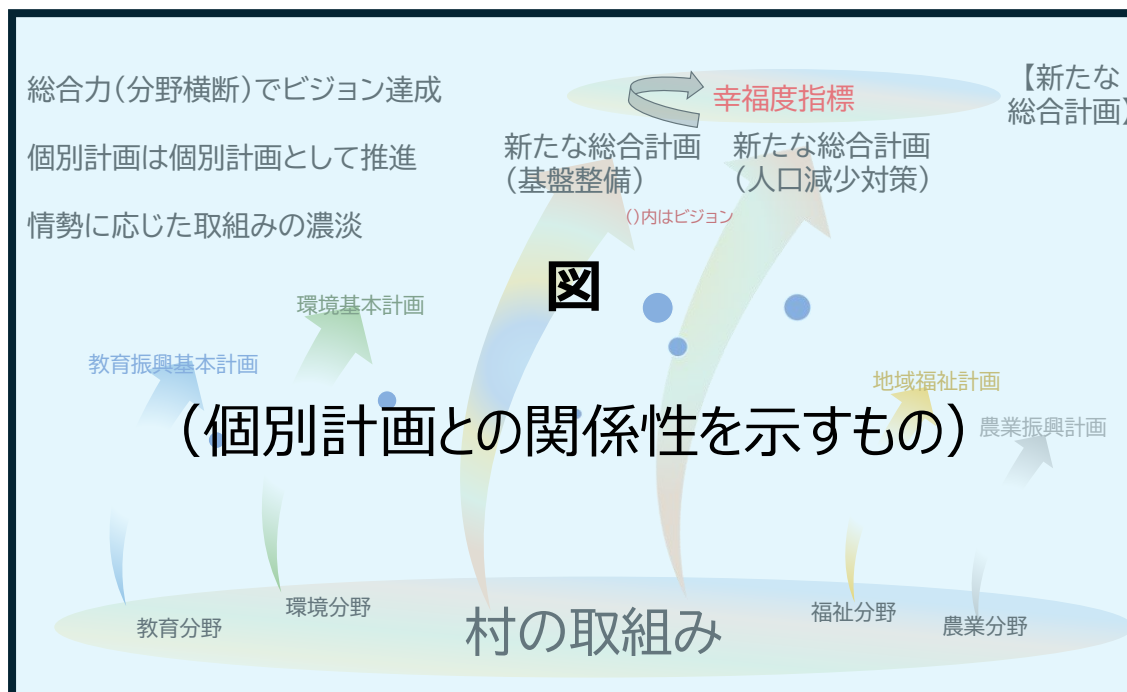 総合力(分野横断)でビジョン達成
【新たな
総合計画】
幸福度指標
個別計画は個別計画として推進
新たな総合計画
(基盤整備)
新たな総合計画
(人口減少対策)
情勢に応じた取組みの濃淡
()内はビジョン
図
環境基本計画
教育振興基本計画
地域福祉計画
(個別計画との関係性を示すもの)
農業振興計画
教育分野
環境分野
村の取組み
福祉分野
農業分野